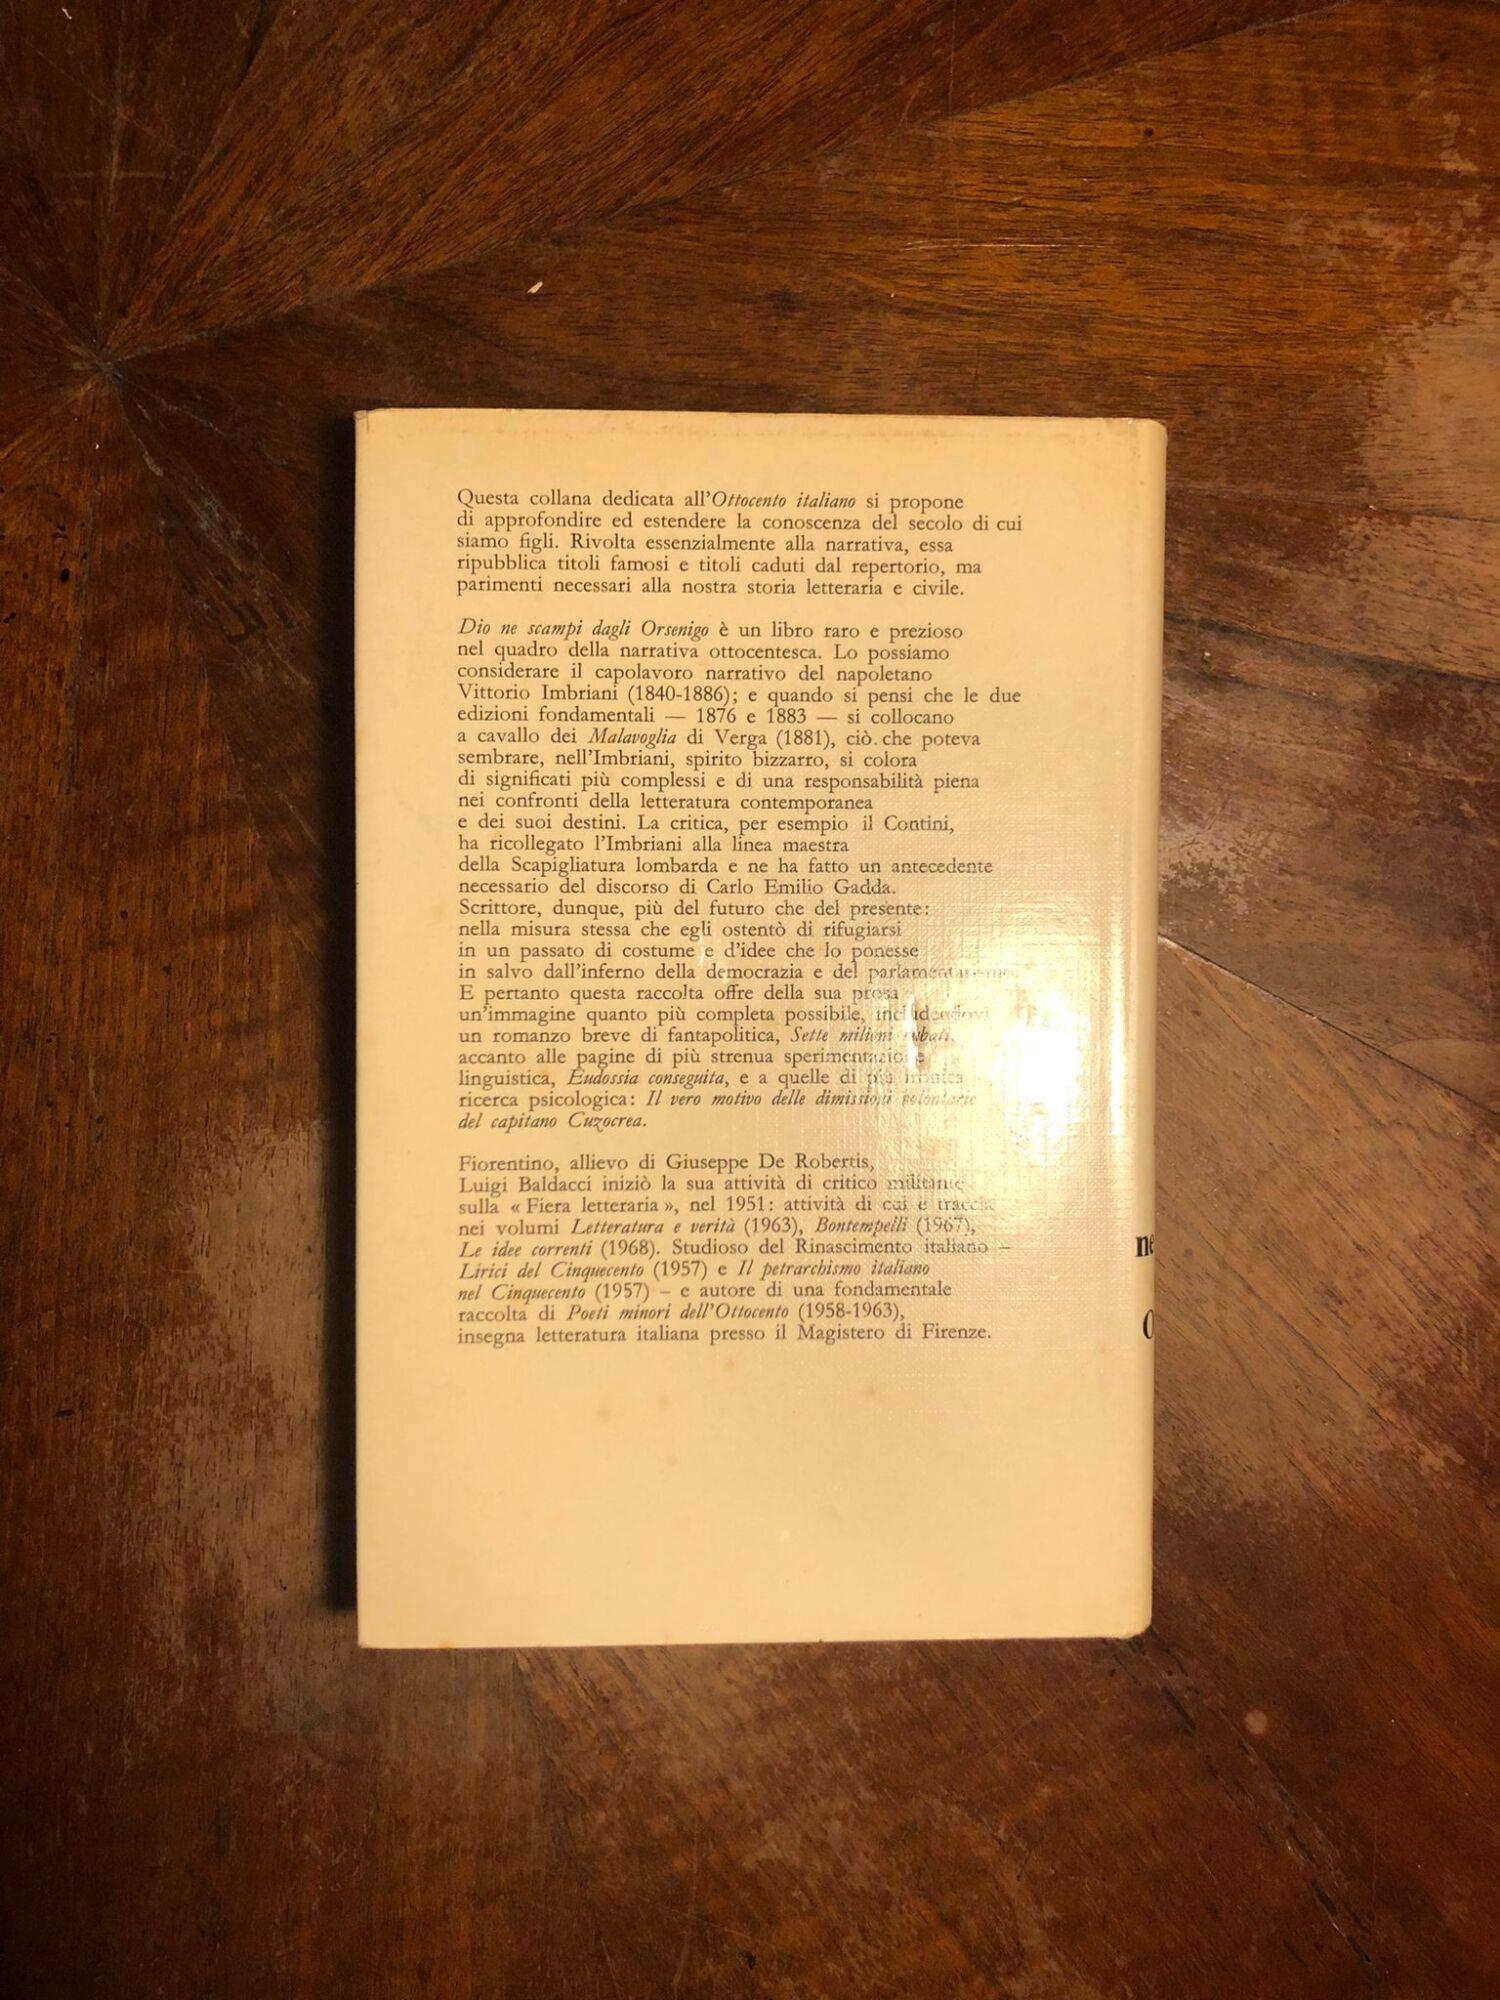 Questa collana dedicata all'Ottocento italiano si propone
di approfondire ed estendere la conoscenza del secolo di cui
siamo figli. Rivolta essenzialmente alla narrativa, essa
ripubblica titoli famosi e titoli caduti dal repertorio, ma
parimenti necessari alla nostra storia letteraria e civile.
Dio ne scampi dagli Orsenigo è un libro raro e prezioso
nel quadro della narrativa ottocentesca. Lo possiamo
considerare il capolavoro narrativo del napoletano
Vittorio Imbriani (1840-1886); e quando si pensi che le due
edizioni fondamentali — 1876 e 1883 — si collocano
a cavallo dei Malavoglia di Verga (1881), ciò che poteva
sembrare, nell'Imbriani, spirito bizzarro, si colora
di significati più complessi e di una responsabilità piena
nei confronti della letteratura contemporanea
e dei suoi destini. La critica, per esempio il Contini,
ha ricollegato l'Imbriani alla linea maestra
della Scapigliatura lombarda e ne ha fatto un antecedente
necessario del discorso di Carlo Emilio Gadda.
Scrittore, dunque, più del futuro che del presente:
nella misura stessa che egli ostentò di rifugiarsi
in un passato di costume e d'idee che lo ponesse
in salvo dall'inferno della democrazia e del parlamentarismo.
E pertanto questa raccolta offre della sua prosa
un'immagine quanto più completa possibile, includendovi
un romanzo breve di fantapolitica, Sette milioni rubati,
accanto alle pagine di più strenua sperimentazione
linguistica, Eudossia conseguita, e a quelle di più ironica
ricerca psicologica: Il vero motivo delle dimissioni volontarie
del capitano Cuzocrea.
Fiorentino, allievo di Giuseppe De Robertis,
Luigi Baldacci iniziò la sua attività di critico militante
sulla « Fiera letteraria », nel 1951: attività di cui è traccia
nei volumi Letteratura e verità (1963), Bontempelli (1967),
Le idee correnti (1968). Studioso del Rinascimento italiano –
Lirici del Cinquecento (1957) e Il petrarchismo italiano
nel Cinquecento (1957) – e autore di una fondamentale
raccolta di Poeti minori dell'Ottocento (1958-1963),
insegna letteratura italiana presso il Magistero di Firenze.